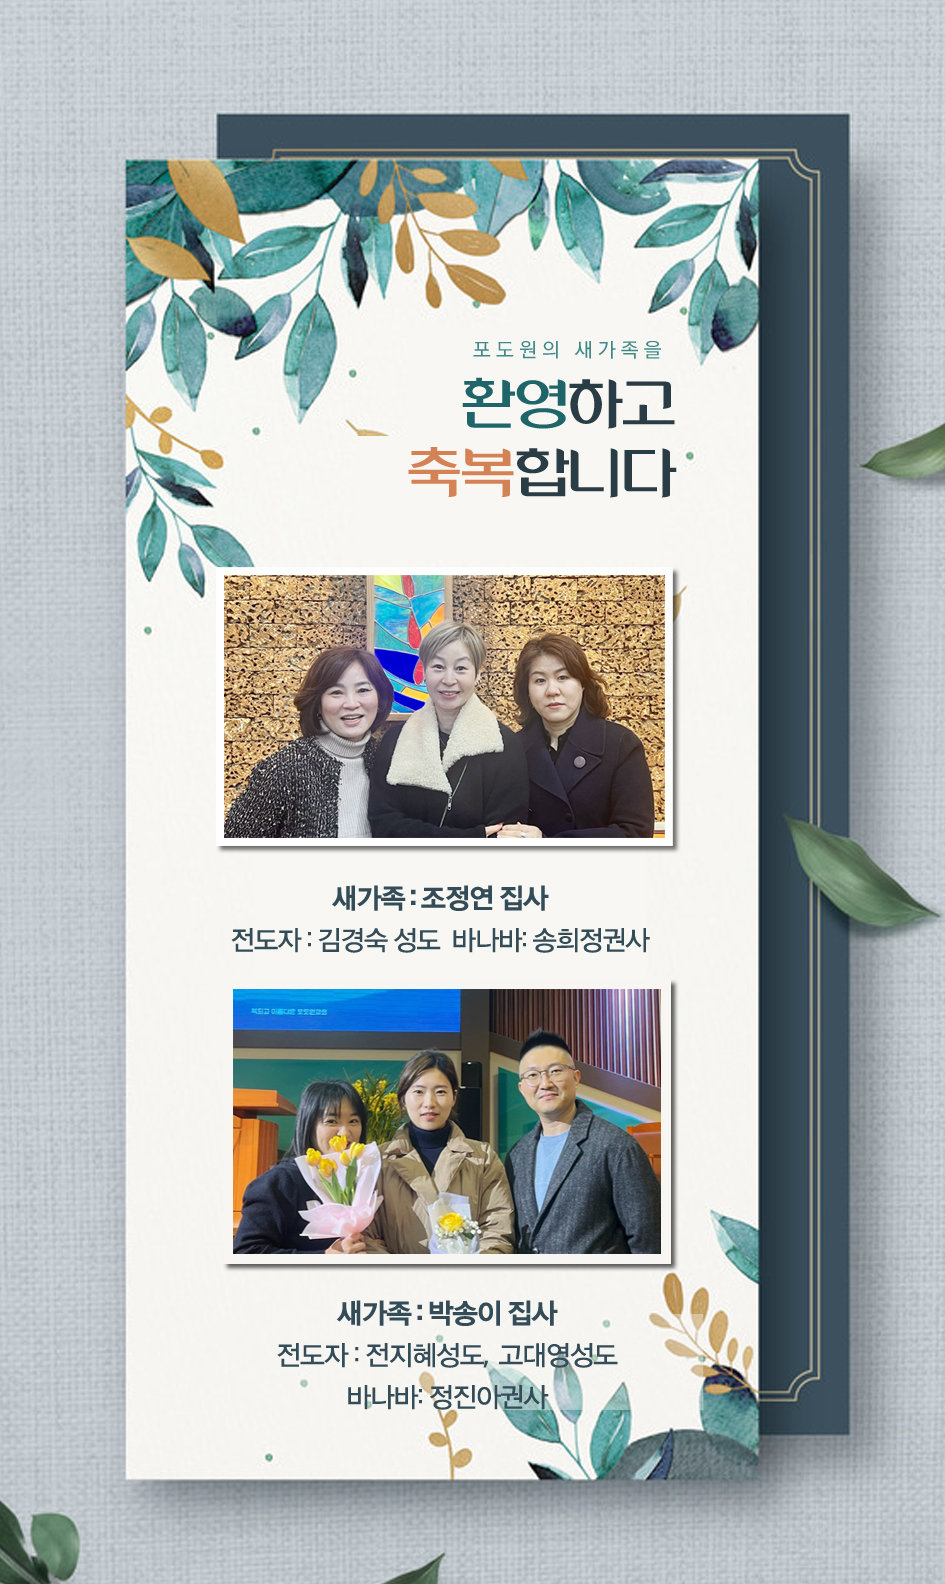 포도원의 새가족을
환영하고
축복합니다
새가족 : 조정연 집사
전도자 : 김경숙 성도 바나바: 송희정권사
새가족 : 박송이 집사
전도자 : 전지혜성도, 고대영성도
바나바: 정진아권사